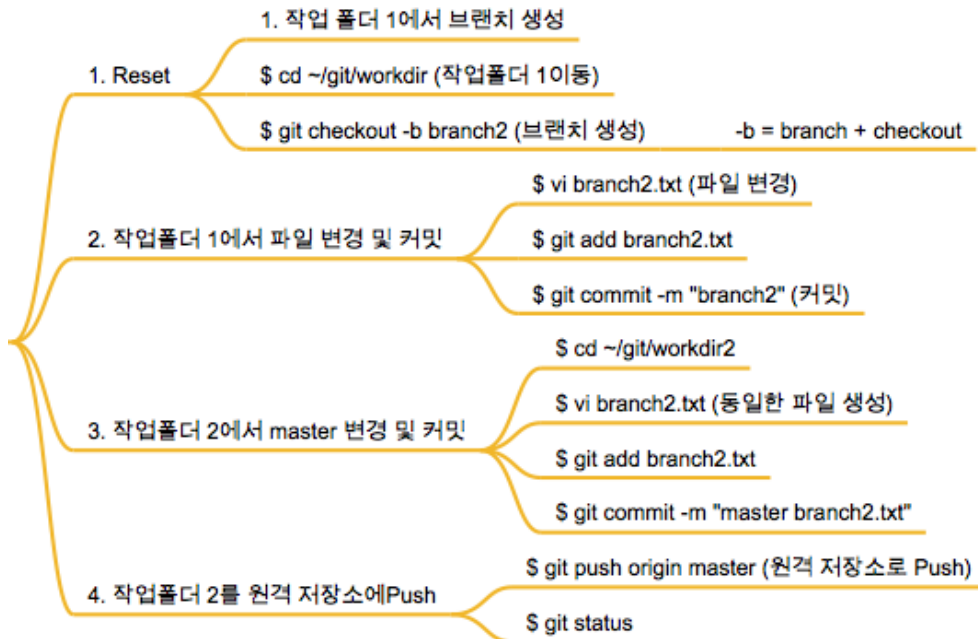 1. Reset
1. 작업 폴더 1에서 브랜치 생성
$ cd ~/git/workdir (작업폴더 1이동)
$ git checkout -b branch2 (브랜치 생성)
-b = branch + checkout
2. 작업폴더 1에서 파일 변경 및 커밋
$ vi branch2.txt (파일 변경)
$ git add branch2.txt
$ git commit -m "branch2" (커밋)
3. 작업폴더 2에서 master 변경 및 커밋
$ cd ~/git/workdir2
$ vi branch2.txt (동일한 파일 생성)
$ git add branch2.txt
$ git commit -m "master branch2.txt"
4. 작업폴더 2를 원격 저장소에Push
$ git push origin master (원격 저장소로 Push)
$ git status